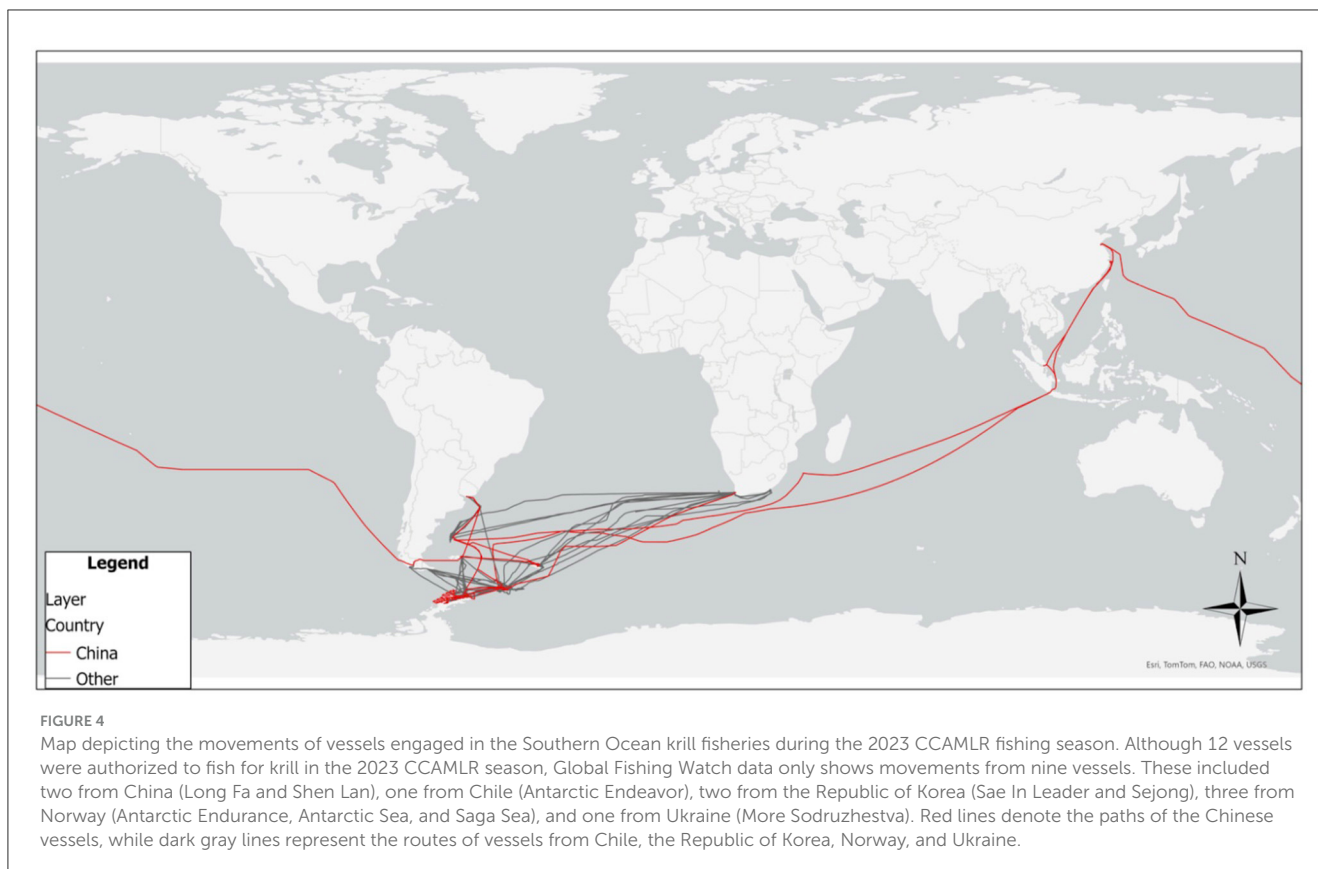 Legend
Layer
Country
China
Other
N
Esri, TomTom, FAO, NOAA, USGS
FIGURE 4
Map depicting the movements of vessels engaged in the Southern Ocean krill fisheries during the 2023 CCAMLR fishing season. Although 12 vessels
were authorized to fish for krill in the 2023 CCAMLR season, Global Fishing Watch data only shows movements from nine vessels. These included
two from China (Long Fa and Shen Lan), one from Chile (Antarctic Endeavor), two from the Republic of Korea (Sae In Leader and Sejong), three from
Norway (Antarctic Endurance, Antarctic Sea, and Saga Sea), and one from Ukraine (More Sodruzhestva). Red lines denote the paths of the Chinese
vessels, while dark gray lines represent the routes of vessels from Chile, the Republic of Korea, Norway, and Ukraine.